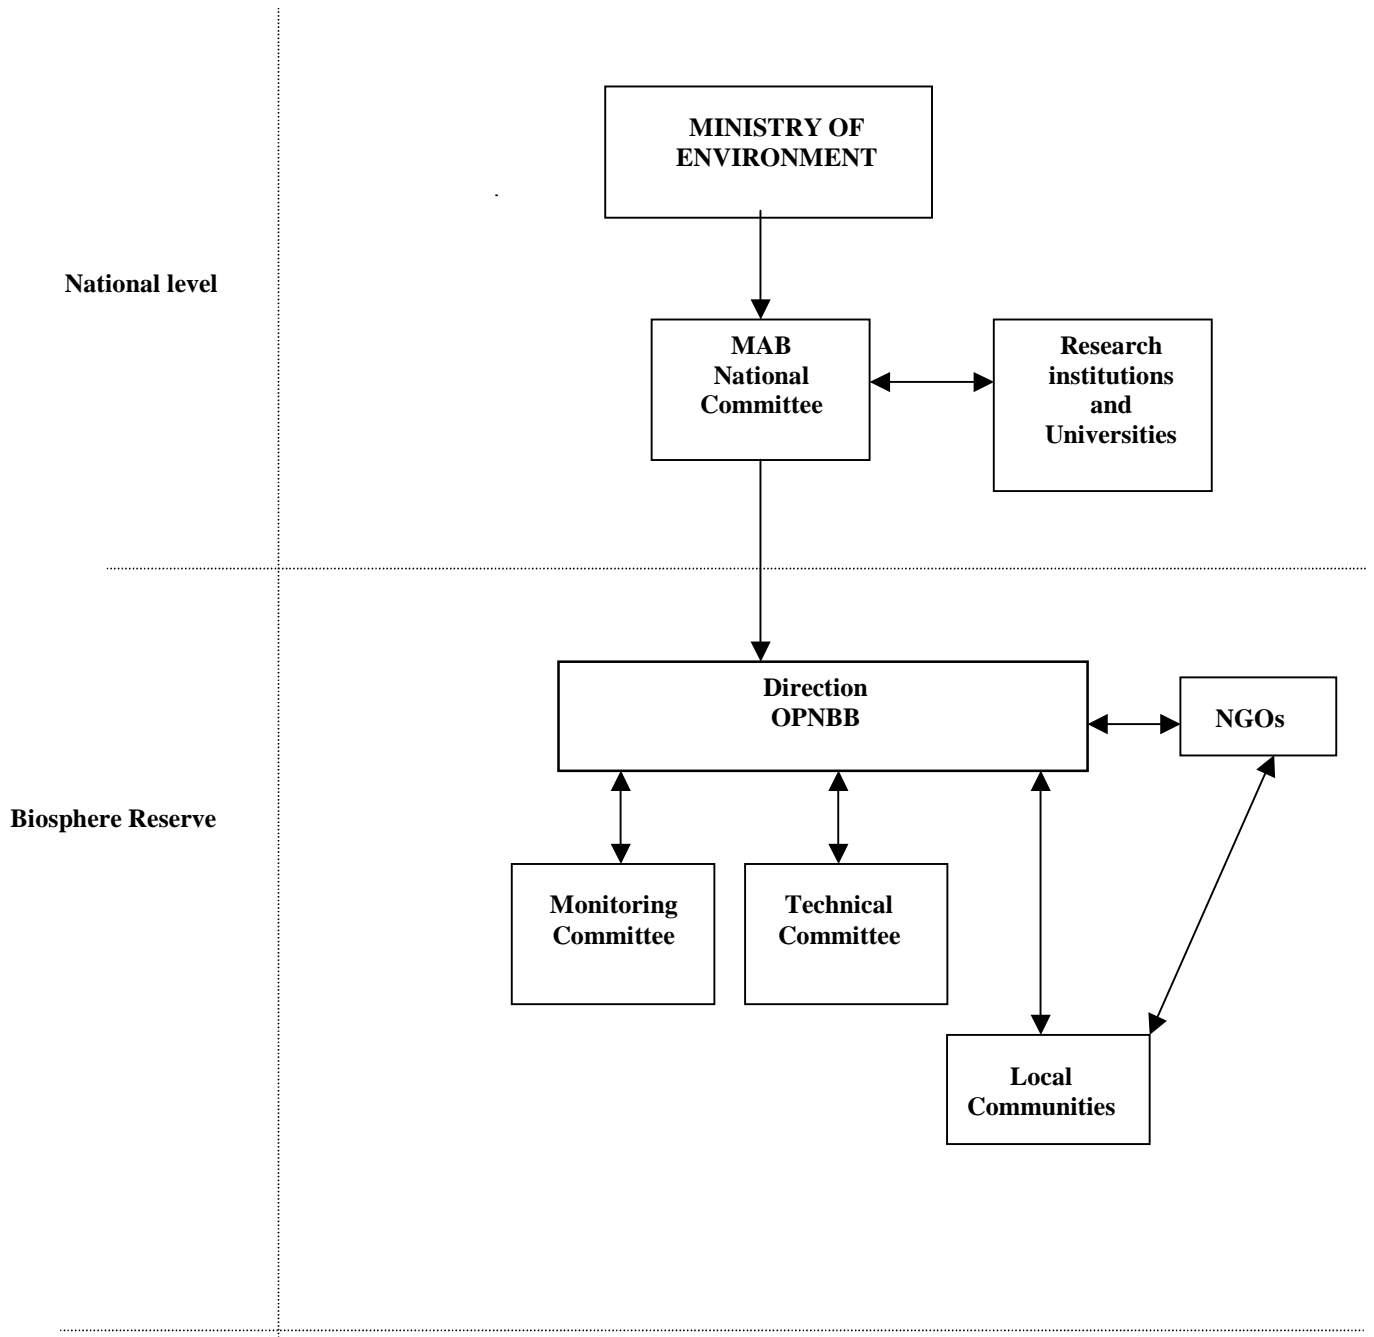 MINISTRY OF
ENVIRONMENT
National level
MAB
National
Committee
Research
institutions
and
Universities
Direction
OPNBB
NGOs
Biosphere Reserve
Monitoring
Committee
Technical
Committee
Local
Communities